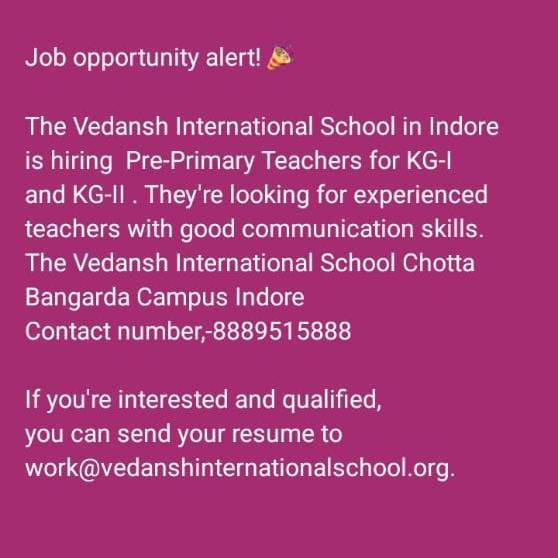 Job opportunity alert! 🎉
The Vedansh International School in Indore
is hiring  Pre-Primary Teachers for KG-I
and KG-II . They're looking for experienced
teachers with good communication skills.
The Vedansh International School Chotta
Bangarda Campus Indore
Contact number,-8889515888
If you're interested and qualified,
you can send your resume to
work@vedanshinternationalschool.org.